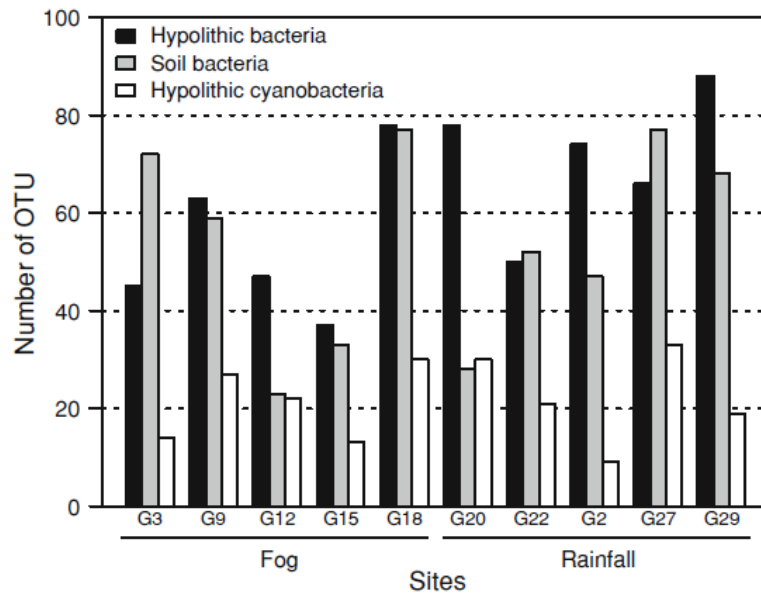 100
80
60
40
20
0
Number of OTU
Hypolithic bacteria
Soil bacteria
Hypolithic cyanobacteria
G3 G9 G12 G15 G18 G20 G22 G2 G27 G29
Fog Rainfall
Sites